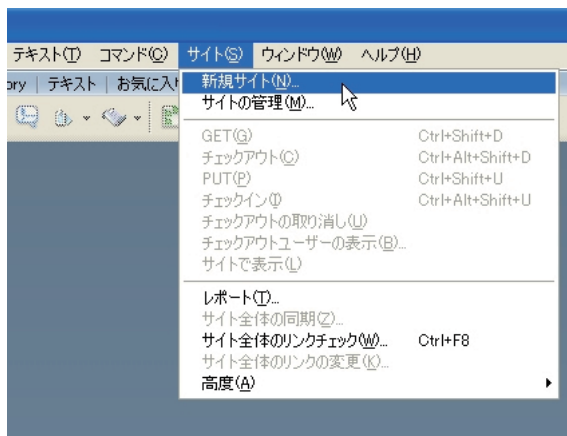 テキスト(T) コマンド(C) サイト(S) ウィンドウ(W) ヘルプ(H)
ory テキスト お気に入り
新規サイト(N)...
サイトの管理(M)...
GET(G) Ctrl+Shift+D
チェックアウト(C) Ctrl+Alt+Shift+D
PUT(P) Ctrl+Shift+U
チェックイン(I) Ctrl+Alt+Shift+U
チェックアウトの取り消し(U)
チェックアウトユーザーの表示(B)...
サイトで表示(L)
レポート(T)...
サイト全体の同期(Z)...
サイト全体のリンクチェック(W)... Ctrl+F8
サイト全体のリンクの変更(K)...
高度(A)